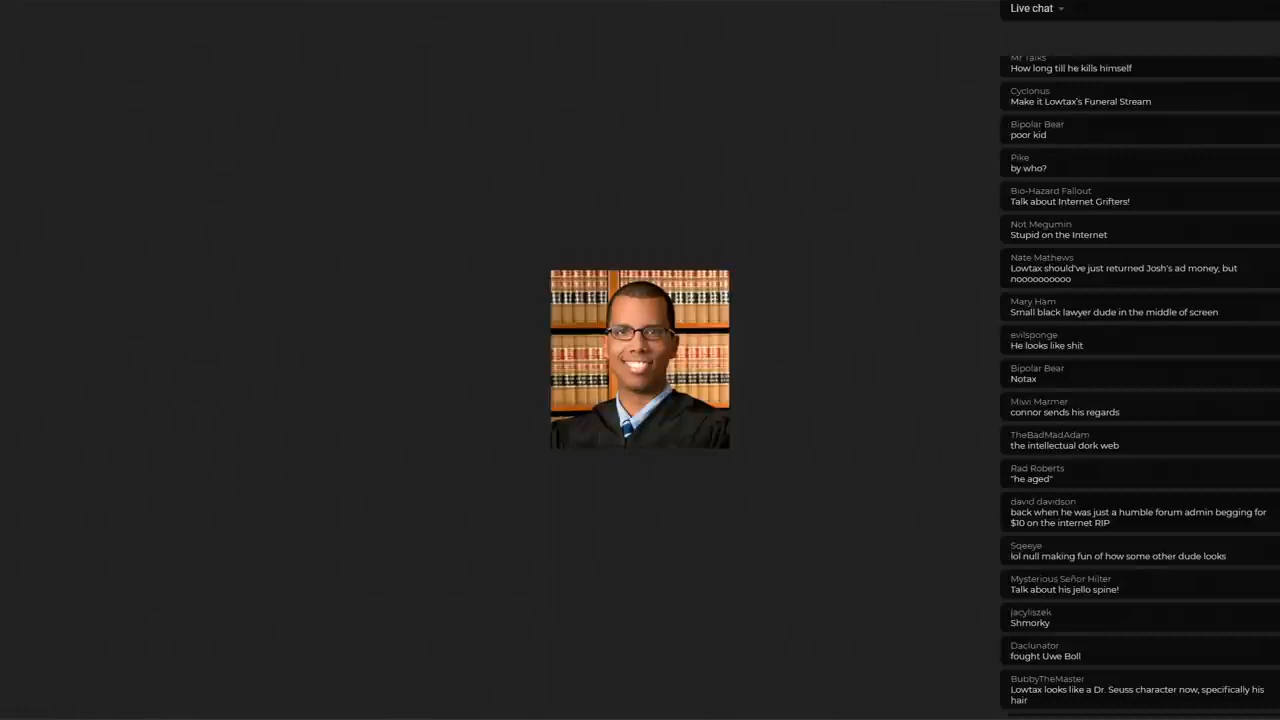 Live chat
Mr Talks
How long till he kills himself
Cyclonus
Make it Lowtax's Funeral Stream
Bipolar Bear
poor kid
Pike
by who?
Bio-Hazard Fallout
Talk about Internet Grifters!
Not Megumin
Stupid on the Internet
Nate Mathews
Lowtax should've just returned Josh's ad money, but
noooooooooo
Mary Ham
Small black lawyer dude in the middle of screen
evilsponge
He looks like shit
Bipolar Bear
Notax
Miwi Marmer
connor sends his regards
TheBadMadAdam
the intellectual dork web
Rad Roberts
"he aged"
david davidson
back when he was just a humble forum admin begging for
$10 on the internet RIP
Sqeeye
lol null making fun of how some other dude looks
Mysterious Señor Hilter
Talk about his jello spine!
jacyliszek
Shmorky
Daclunator
fought Uwe Boll
BubbyTheMaster
Lowtax looks like a Dr. Seuss character now, specifically his
hair